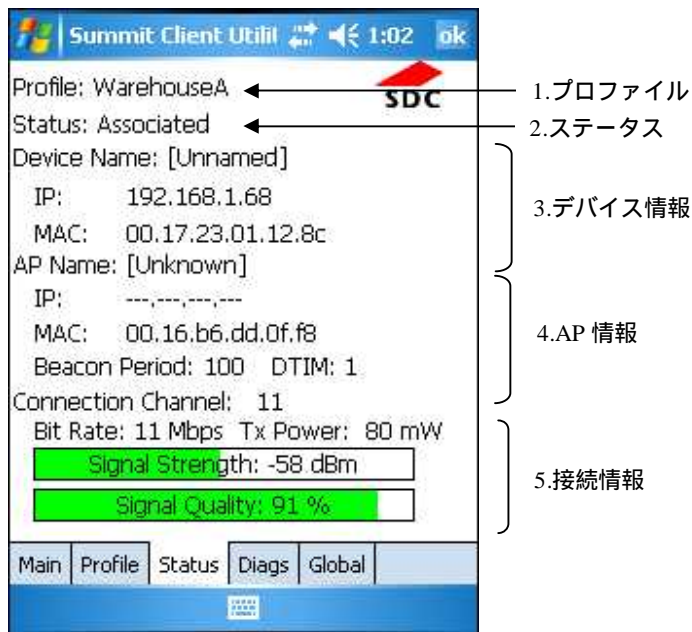 Summit Client Utilit 1:02 ok
Profile: WarehouseA
SDC
1.プロファイル
Status: Associated
2.ステータス
Device Name: [Unnamed]
IP: 192.168.1.68
3.デバイス情報
MAC: 00.17.23.01.12.8c
AP Name: [Unknown]
IP: ---.---.---
MAC: 00.16.b6.dd.0f.f8
4.AP 情報
Beacon Period: 100 DTIM: 1
Connection Channel: 11
Bit Rate: 11 Mbps Tx Power: 80 mW
Signal Strength: -58 dBm
5.接続情報
Signal Quality: 91 %
Main Profile Status Diags Global